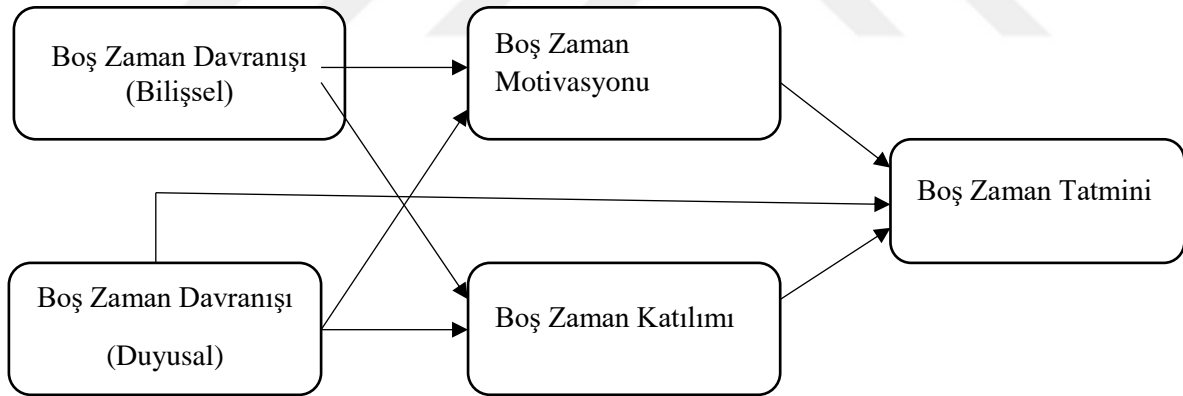 Boş Zaman Davranışı
(Bilişsel)
Boş Zaman
Motivasyonu
Boş Zaman Tatmini
Boş Zaman Davranışı
(Duyusal)
Boş Zaman Katılımı